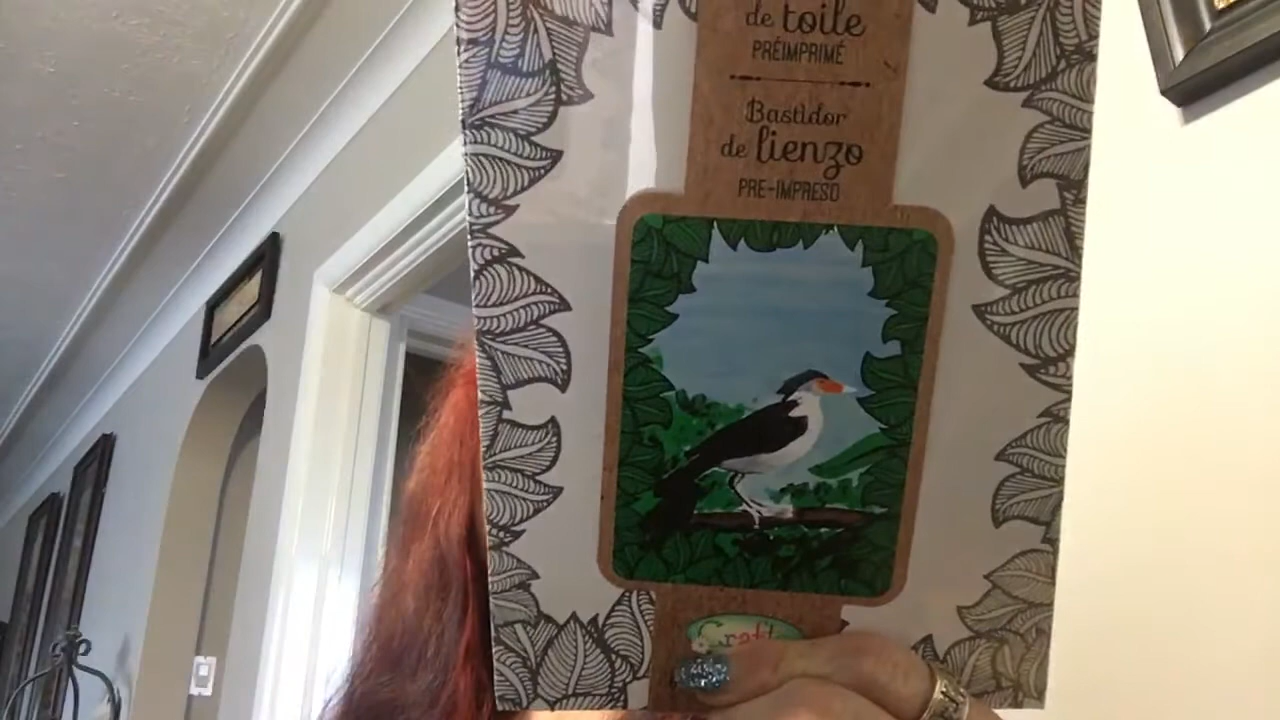 de toile
PRÉIMPRIMÉ
Bastidor
de lienzo
PRE-IMPRESO